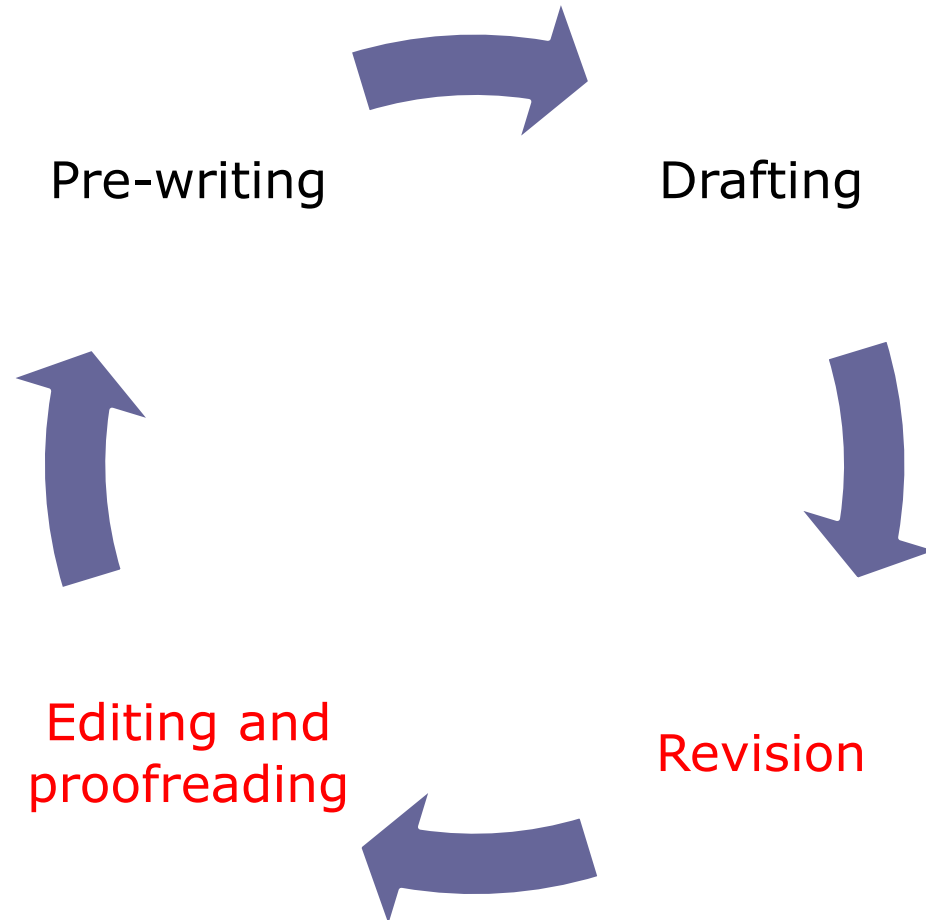 Pre-writing
Drafting
Editing and
proofreading
Revision